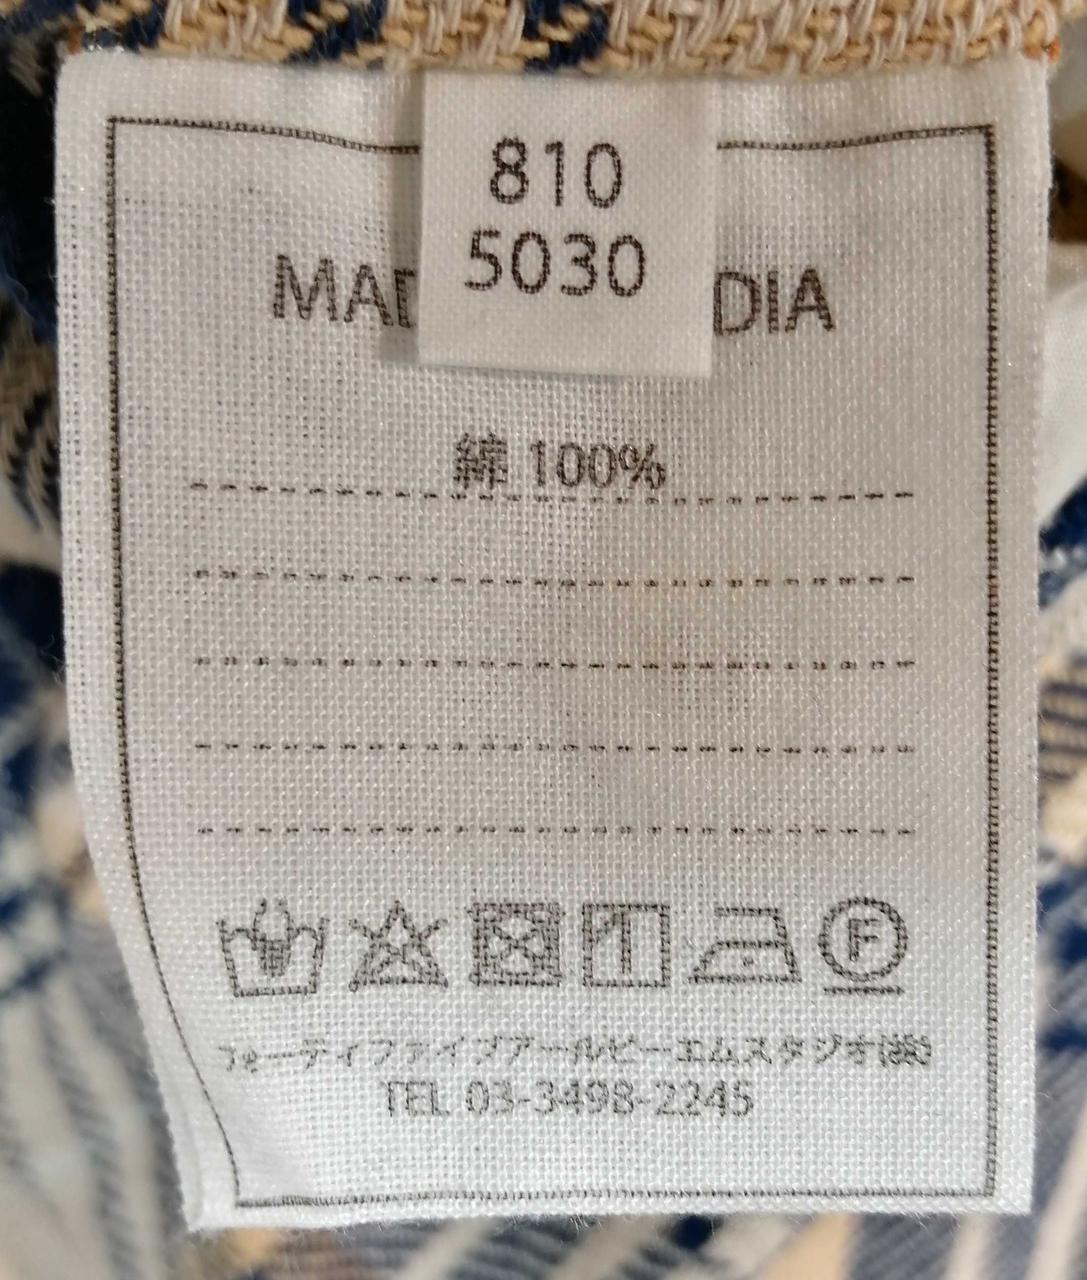 810
5030
MAD DIA
綿 100%
F
フォーティファイブアールピーエムスタジオ(株)
TEL 03-3498-2245